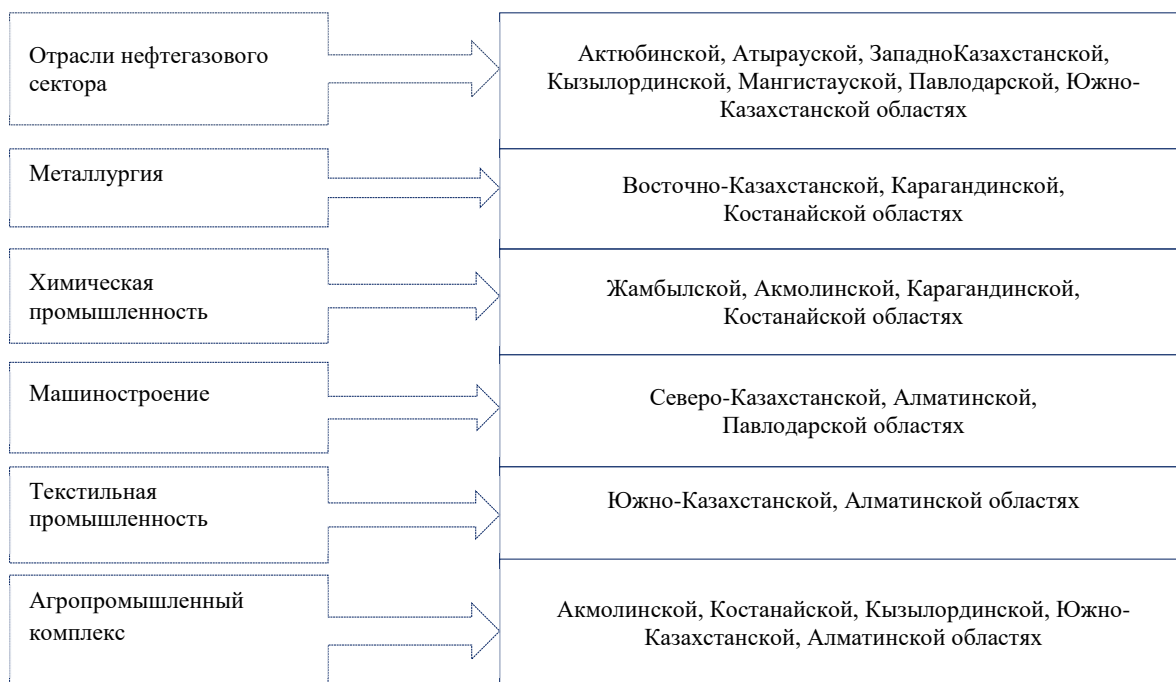 Отрасли нефтегазового
сектора
Актюбинской, Атырауской, ЗападноКазахстанской,
Кызылординской, Мангистауской, Павлодарской, Южно-
Казахстанской областях
Металлургия
Восточно-Казахстанской, Карагандинской,
Костанайской областях
Химическая
промышленность
Жамбылской, Акмолинской, Карагандинской,
Костанайской областях
Машиностроение
Северо-Казахстанской, Алматинской,
Павлодарской областях
Текстильная
промышленность
Южно-Казахстанской, Алматинской областях
Агропромышленный
комплекс
Акмолинской, Костанайской, Кызылординской, Южно-
Казахстанской, Алматинской областях